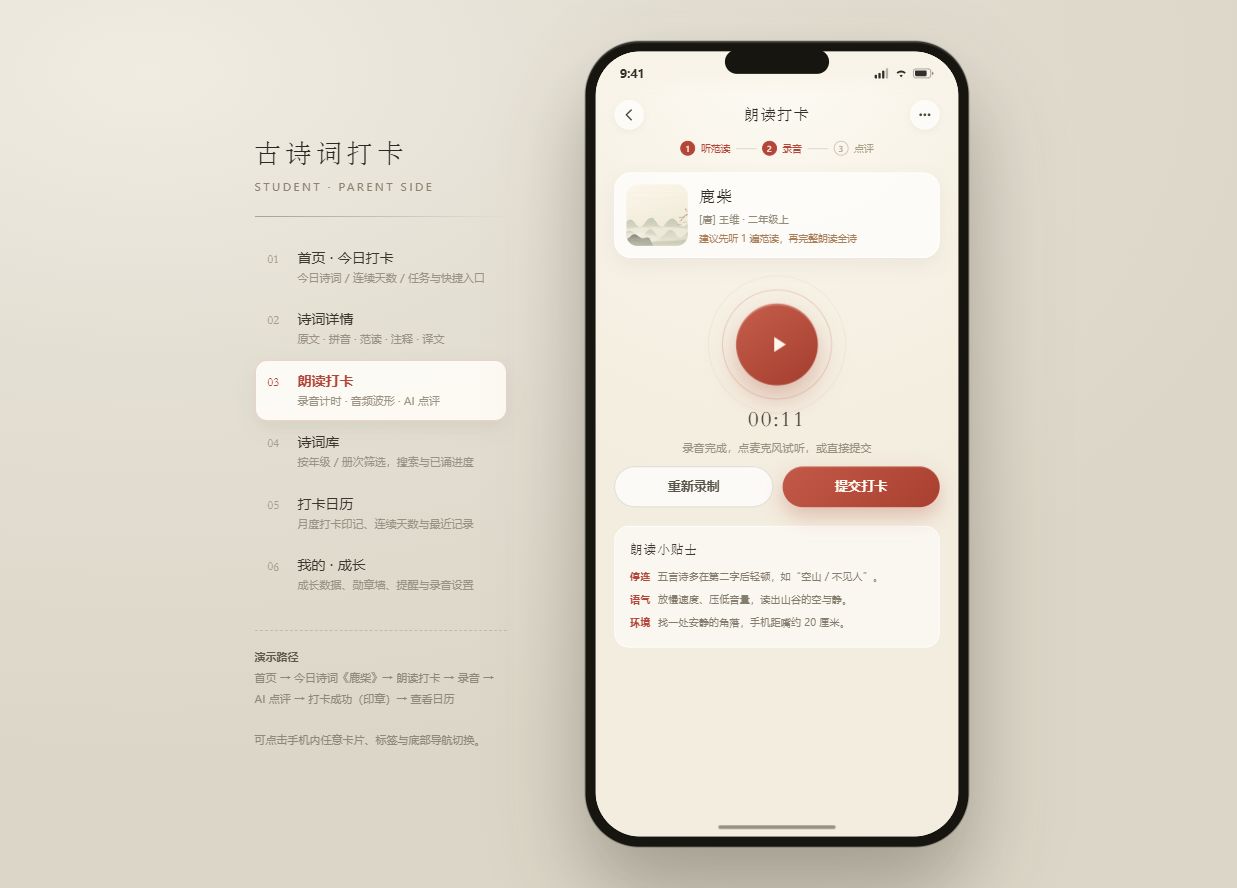 古诗词打卡
STUDENT · PARENT SIDE
01 首页 · 今日打卡
今日诗词 / 连续天数 / 任务与快捷入口
02 诗词详情
原文 · 拼音 · 范读 · 注释 · 译文
03 朗读打卡
录音计时 · 音频波形 · AI 点评
04 诗词库
按年级 / 册次筛选，搜索与已诵进度
05 打卡日历
月度打卡印记、连续天数与最近记录
06 我的 · 成长
成长数据、勋章墙、提醒与录音设置
演示路径
首页 → 今日诗词《鹿柴》→ 朗读打卡 → 录音 →
AI 点评 → 打卡成功（印章）→ 查看日历
可点击手机内任意卡片、标签与底部导航切换。
9:41
朗读打卡
1 听范读 2 录音 3 点评
鹿柴
[唐] 王维 · 二年级上
建议先听 1 遍范读，再完整朗读全诗
00:11
录音完成，点麦克风试听，或直接提交
重新录制 提交打卡
朗读小贴士
停连 五言诗多在第二字后轻顿，如“空山 / 不见人”。
语气 放慢速度、压低音量，读出山谷的空与静。
环境 找一处安静的角落，手机距嘴约 20 厘米。